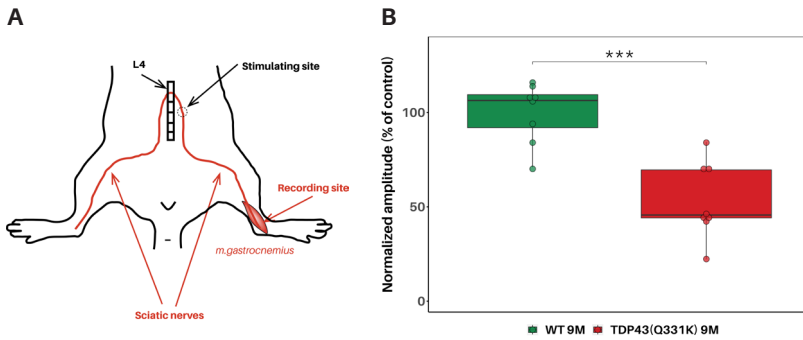 A
L4
Stimulating site
Recording site
m.gastrocnemius
Sciatic nerves
B
Normalized amplitude (% of control)
100
50
0
***
WT 9M TDP43(Q331K) 9M